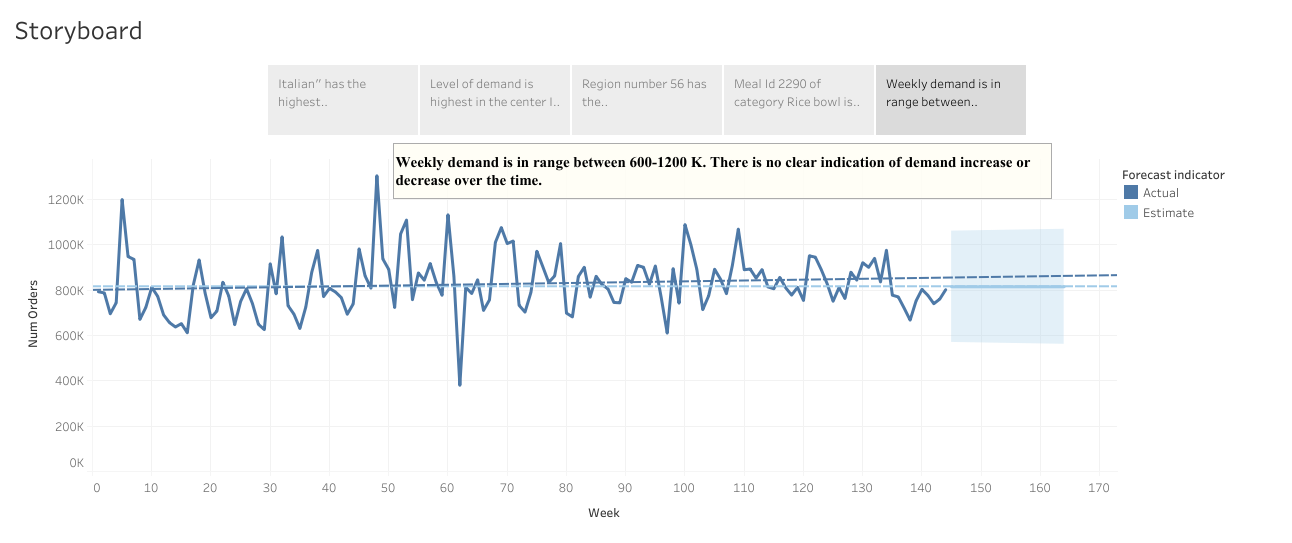 Storyboard
Italian” has the
highest..
Level of demand is
highest in the center l..
Region number 56 has
the..
Meal Id 2290 of
category Rice bowl is..
Weekly demand is in
range between..
Weekly demand is in range between 600-1200 K. There is no clear indication of demand increase or
decrease over the time.
Forecast indicator
Actual
Estimate
Num Orders
1200K
1000K
800K
600K
400K
200K
0K
0 10 20 30 40 50 60 70 80 90 100 110 120 130 140 150 160 170
Week